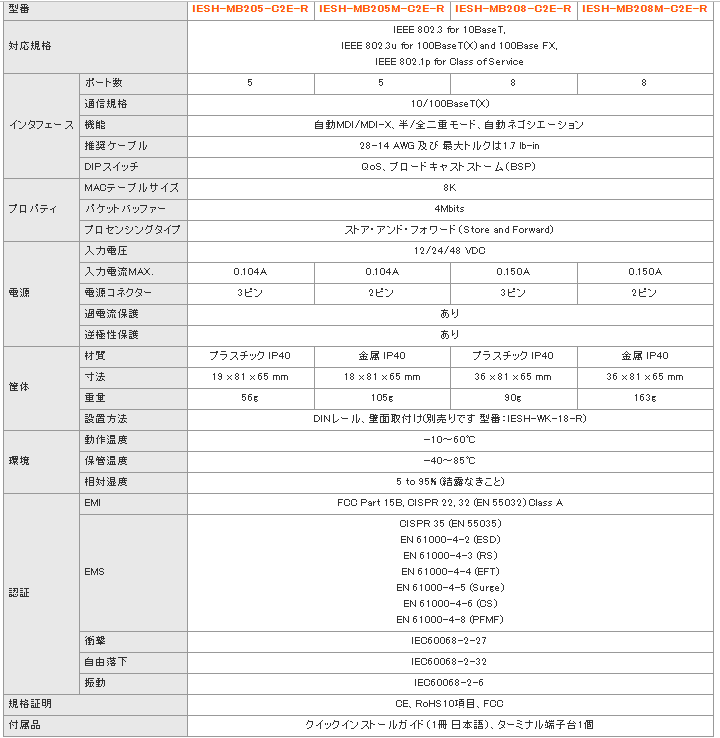 型番 IESH-MB205-C2E-R IESH-MB205M-C2E-R IESH-MB208-C2E-R IESH-MB208M-C2E-R
対応規格
IEEE 802.3 for 10BaseT,
IEEE 802.3u for 100BaseT(X) and 100Base FX,
IEEE 802.1p for Class of Service
インタフェース
ポート数 5 5 8 8
通信規格 10/100BaseT(X)
機能 自動MDI/MDI-X、半/全二重モード、自動ネゴシエーション
推奨ケーブル 28-14 AWG 及び 最大トルクは1.7 lb-in
DIPスイッチ QoS、ブロードキャストストーム(BSP)
プロパティ
MACテーブルサイズ 8K
パケットバッファー 4Mbits
プロセンシングタイプ ストア・アンド・フォワード(Store and Forward)
電源
入力電圧 12/24/48 VDC
入力電流MAX. 0.104A 0.104A 0.150A 0.150A
電源コネクター 3ピン 2ピン 3ピン 2ピン
過電流保護 あり
逆極性保護 あり
筐体
材質 プラスチック IP40 金属 IP40 プラスチック IP40 金属 IP40
寸法 19 ×81 ×65 mm 18 ×81 ×65 mm 36 ×81 ×65 mm 36 ×81 ×65 mm
重量 56g 105g 90g 163g
設置方法 DINレール、壁面取付け(別売りです 型番：IESH-WK-18-R)
環境
動作温度 -10～60℃
保管温度 -40～85℃
相対湿度 5 to 95% (結露なきこと)
認証
EMI FCC Part 15B, CISPR 22, 32 (EN 55032) Class A
EMS
CISPR 35 (EN 55035)
EN 61000-4-2 (ESD)
EN 61000-4-3 (RS)
EN 61000-4-4 (EFT)
EN 61000-4-5 (Surge)
EN 61000-4-6 (CS)
EN 61000-4-8 (PFMF)
衝撃 IEC60068-2-27
自由落下 IEC60068-2-32
振動 IEC60068-2-6
規格証明 CE、RoHS10項目、FCC
付属品 クイックインストールガイド(1冊 日本語)、ターミナル端子台1個